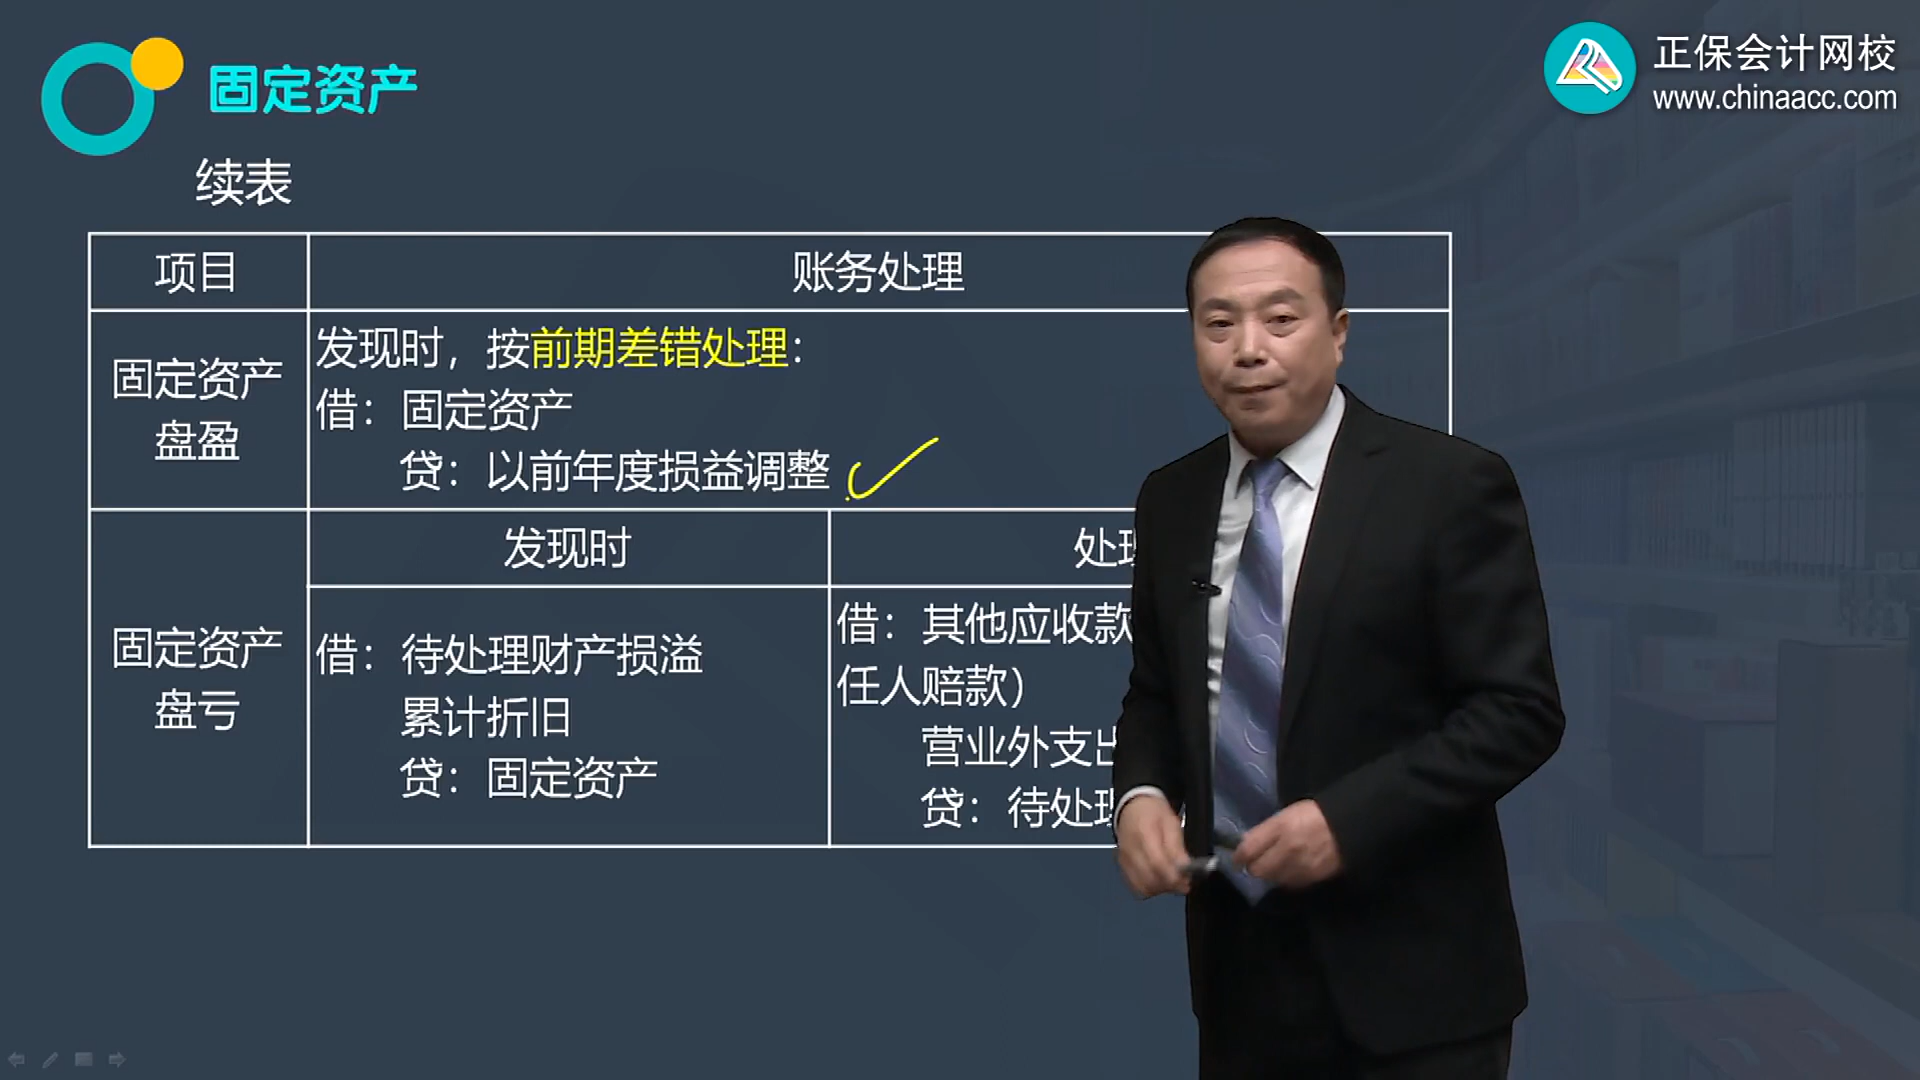 固定资产
正保会计网校
www.chinaacc.com
续表
项目
账务处理
固定资产
盘盈
发现时，按前期差错处理：
借：固定资产
贷：以前年度损益调整
固定资产
盘亏
发现时
处理
借：待处理财产损溢
累计折旧
贷：固定资产
借：其他应收款
任人赔款）
营业外支出
贷：待处理